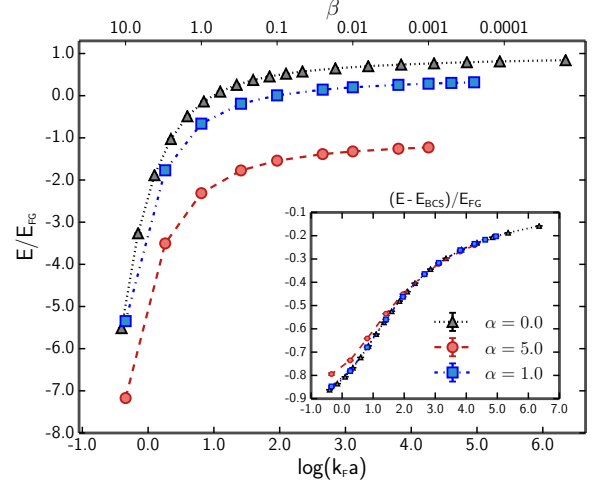 β
10.0 1.0 0.1 0.01 0.001 0.0001
1.0
0.0
-1.0
-2.0
-3.0
-4.0
-5.0
-6.0
-7.0
-8.0
E/E_FG
(E-E_BCS)/E_FG
-0.1
-0.2
-0.3
-0.4
-0.5
-0.6
-0.7
-0.8
-0.9
α = 0.0
α = 5.0
α = 1.0
-1.0 0.0 1.0 2.0 3.0 4.0 5.0 6.0 7.0
-1.0 0.0 1.0 2.0 3.0 4.0 5.0 6.0
log(k_F a)